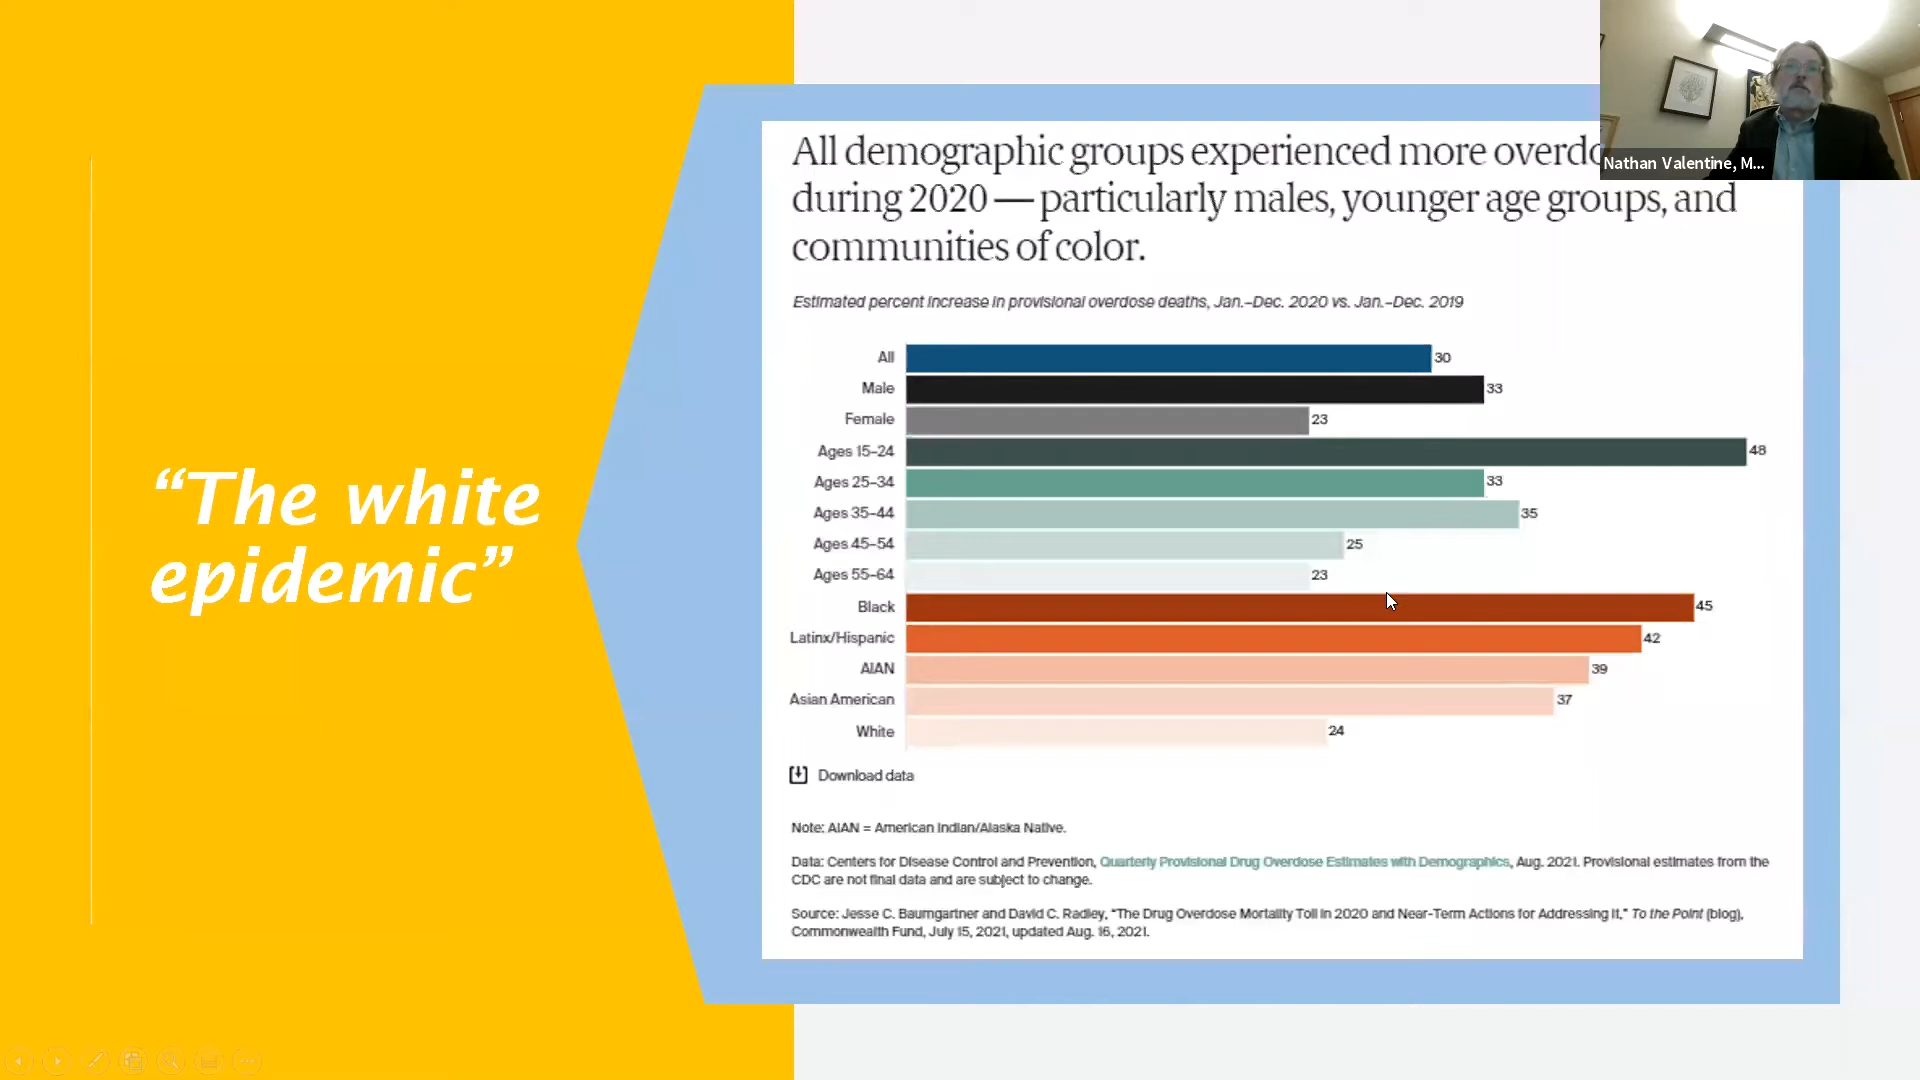 “The white
epidemic”
All demographic groups experienced more overdo
during 2020 — particularly males, younger age groups, and
communities of color.
Estimated percent increase in provisional overdose deaths, Jan.–Dec. 2020 vs. Jan.–Dec. 2019
All 30
Male 33
Female 23
Ages 15–24 48
Ages 25–34 33
Ages 35–44 35
Ages 45–54 25
Ages 55–64 23
Black 45
Latinx/Hispanic 42
AIAN 39
Asian American 37
White 24
Download data
Note: AIAN = American Indian/Alaska Native.
Data: Centers for Disease Control and Prevention, Quarterly Provisional Drug Overdose Estimates with Demographics, Aug. 2021. Provisional estimates from the
CDC are not final data and are subject to change.
Source: Jesse C. Baumgartner and David C. Radley, “The Drug Overdose Mortality Toll in 2020 and Near-Term Actions for Addressing It,” To the Point (blog),
Commonwealth Fund, July 15, 2021, updated Aug. 16, 2021.
Nathan Valentine, M...